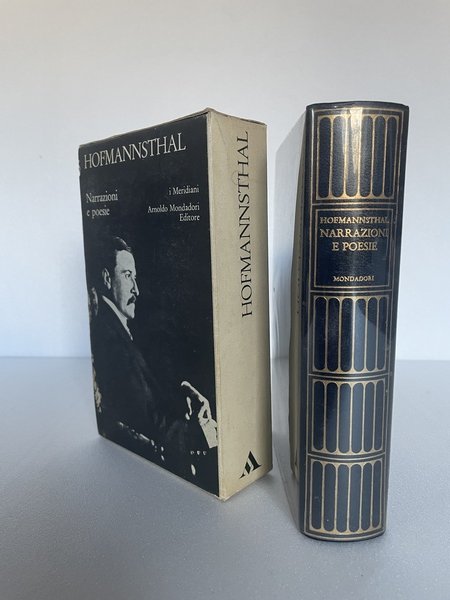 HOFMANNSTHAL
Narrazioni
e poesie
i Meridiani
Arnoldo Mondadori
Editore
HOFMANNSTHAL
HOFMANNSTHAL
NARRAZIONI
E POESIE
MONDADORI